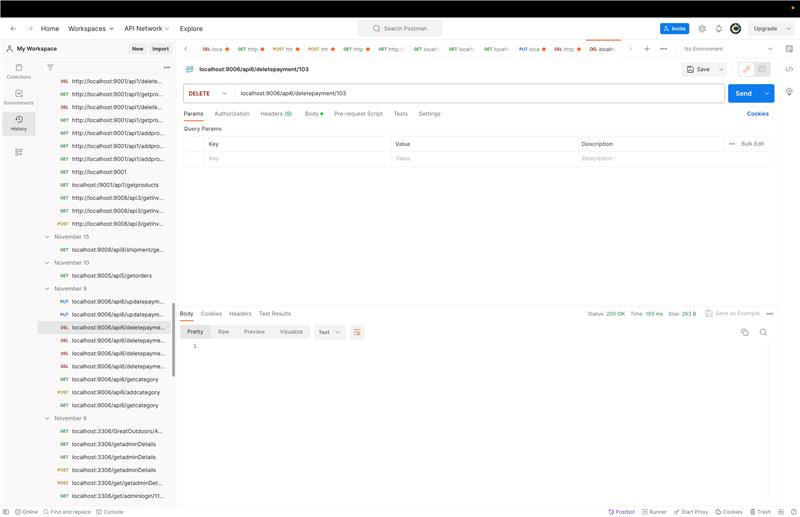 Home Workspaces API Network Explore Search Postman Invite Upgrade
My Workspace New Import DEL loca GET http POST htt GET htt GET http GET http:/ GET localh GET localh GET localh PUT loca DEL http DEL localh No Environment
Collections
Environments
History
DEL http://localhost:9001/api1/delete...
GET http://localhost:9001/api1/getpro...
DEL http://localhost:9001/api1/delete...
GET http://localhost:9001/api1/getpro...
GET http://localhost:9001/api1/addpro...
GET http://localhost:9001/api1/addpro...
GET http://localhost:9001/api1/addpro...
GET http://localhost:9001
GET localhost:/9001/api1/getproducts
GET http://localhost:9008/api3/getInv...
GET http://localhost:9008/api3/getInv...
POST http://localhost:9008/api3/getInv...
November 15
GET localhost:9009/api9/shipment/ge...
November 10
GET localhost:9005/api5/getorders
November 9
PUT localhost:9006/api6/updatepaym...
PUT localhost:9006/api6/updatepaym...
DEL localhost:9006/api6/deletepayme...
DEL localhost:9006/api6/deletepayme...
DEL localhost:9006/api6/deletepayme...
DEL localhost:9006/api6/deletepayme...
GET localhost:9006/api6/getcategory
POST localhost:9006/api6/addcategory
GET localhost:9006/api6/getcategory
November 6
GET localhost:3306/GreatOutdoors/A...
GET localhost:3306/getadminDetails
GET localhost:3306/getadminDetails
POST localhost:3306/getadminDetails
POST localhost:3306/get/getadminDet...
GET localhost:3306/get/adminlogin/11...
localhost:9006/api6/deletepayment/103 Save
DELETE localhost:9006/api6/deletepayment/103 Send
Params Authorization Headers (9) Body Pre-request Script Tests Settings Cookies
Query Params
Key Value Description Bulk Edit
Key Value Description
Body Cookies Headers Test Results Status: 200 OK Time: 193 ms Size: 263 B Save as Example
Pretty Raw Preview Visualize Text
1
Online Find and replace Console Postbot Runner Start Proxy Cookies Trash